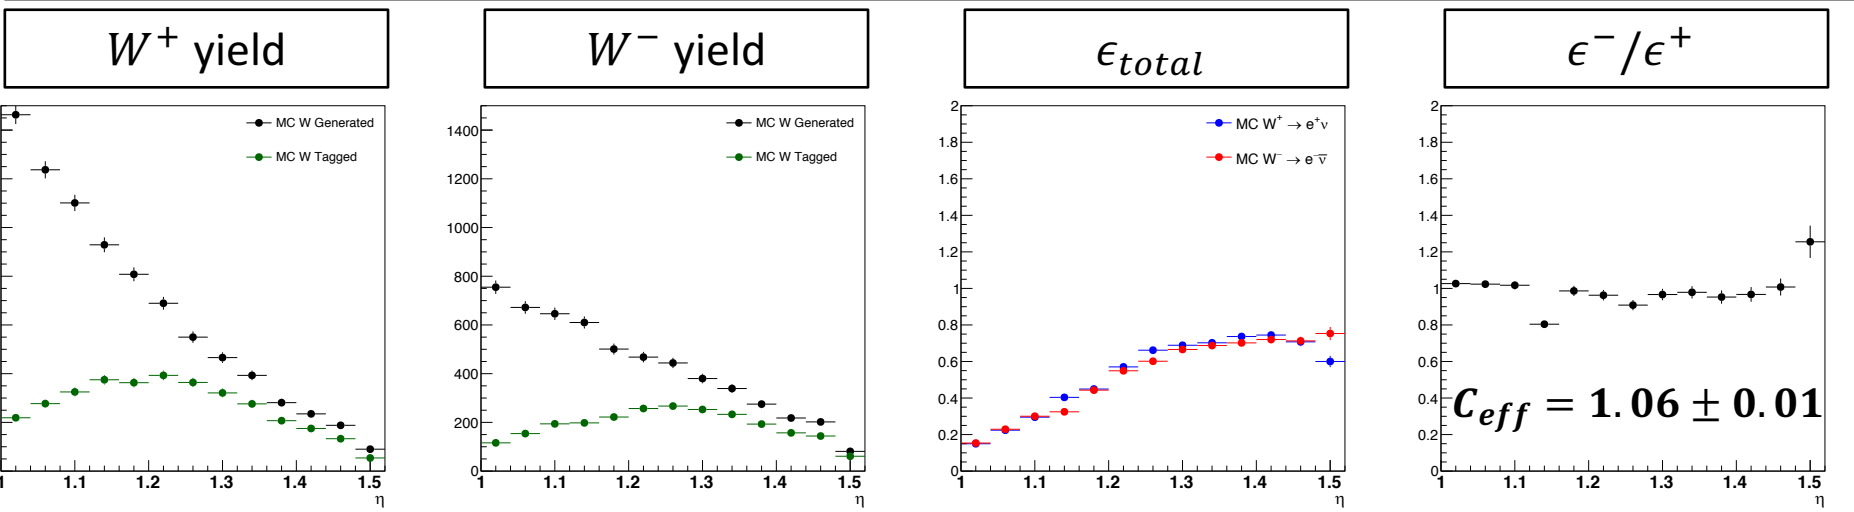 W⁺ yield
W⁻ yield
ϵ_total
ϵ⁻/ϵ⁺
MC W Generated
MC W Tagged
1 1.1 1.2 1.3 1.4 1.5
η
1400
1200
1000
800
600
400
200
0
MC W Generated
MC W Tagged
1 1.1 1.2 1.3 1.4 1.5
η
2
1.8
1.6
1.4
1.2
1
0.8
0.6
0.4
0.2
0
MC W⁺ → e⁺ν
MC W⁻ → e⁻ν̅
1 1.1 1.2 1.3 1.4 1.5
η
2
1.8
1.6
1.4
1.2
1
0.8
0.6
0.4
0.2
0
C_eff = 1.06 ± 0.01
1 1.1 1.2 1.3 1.4 1.5
η